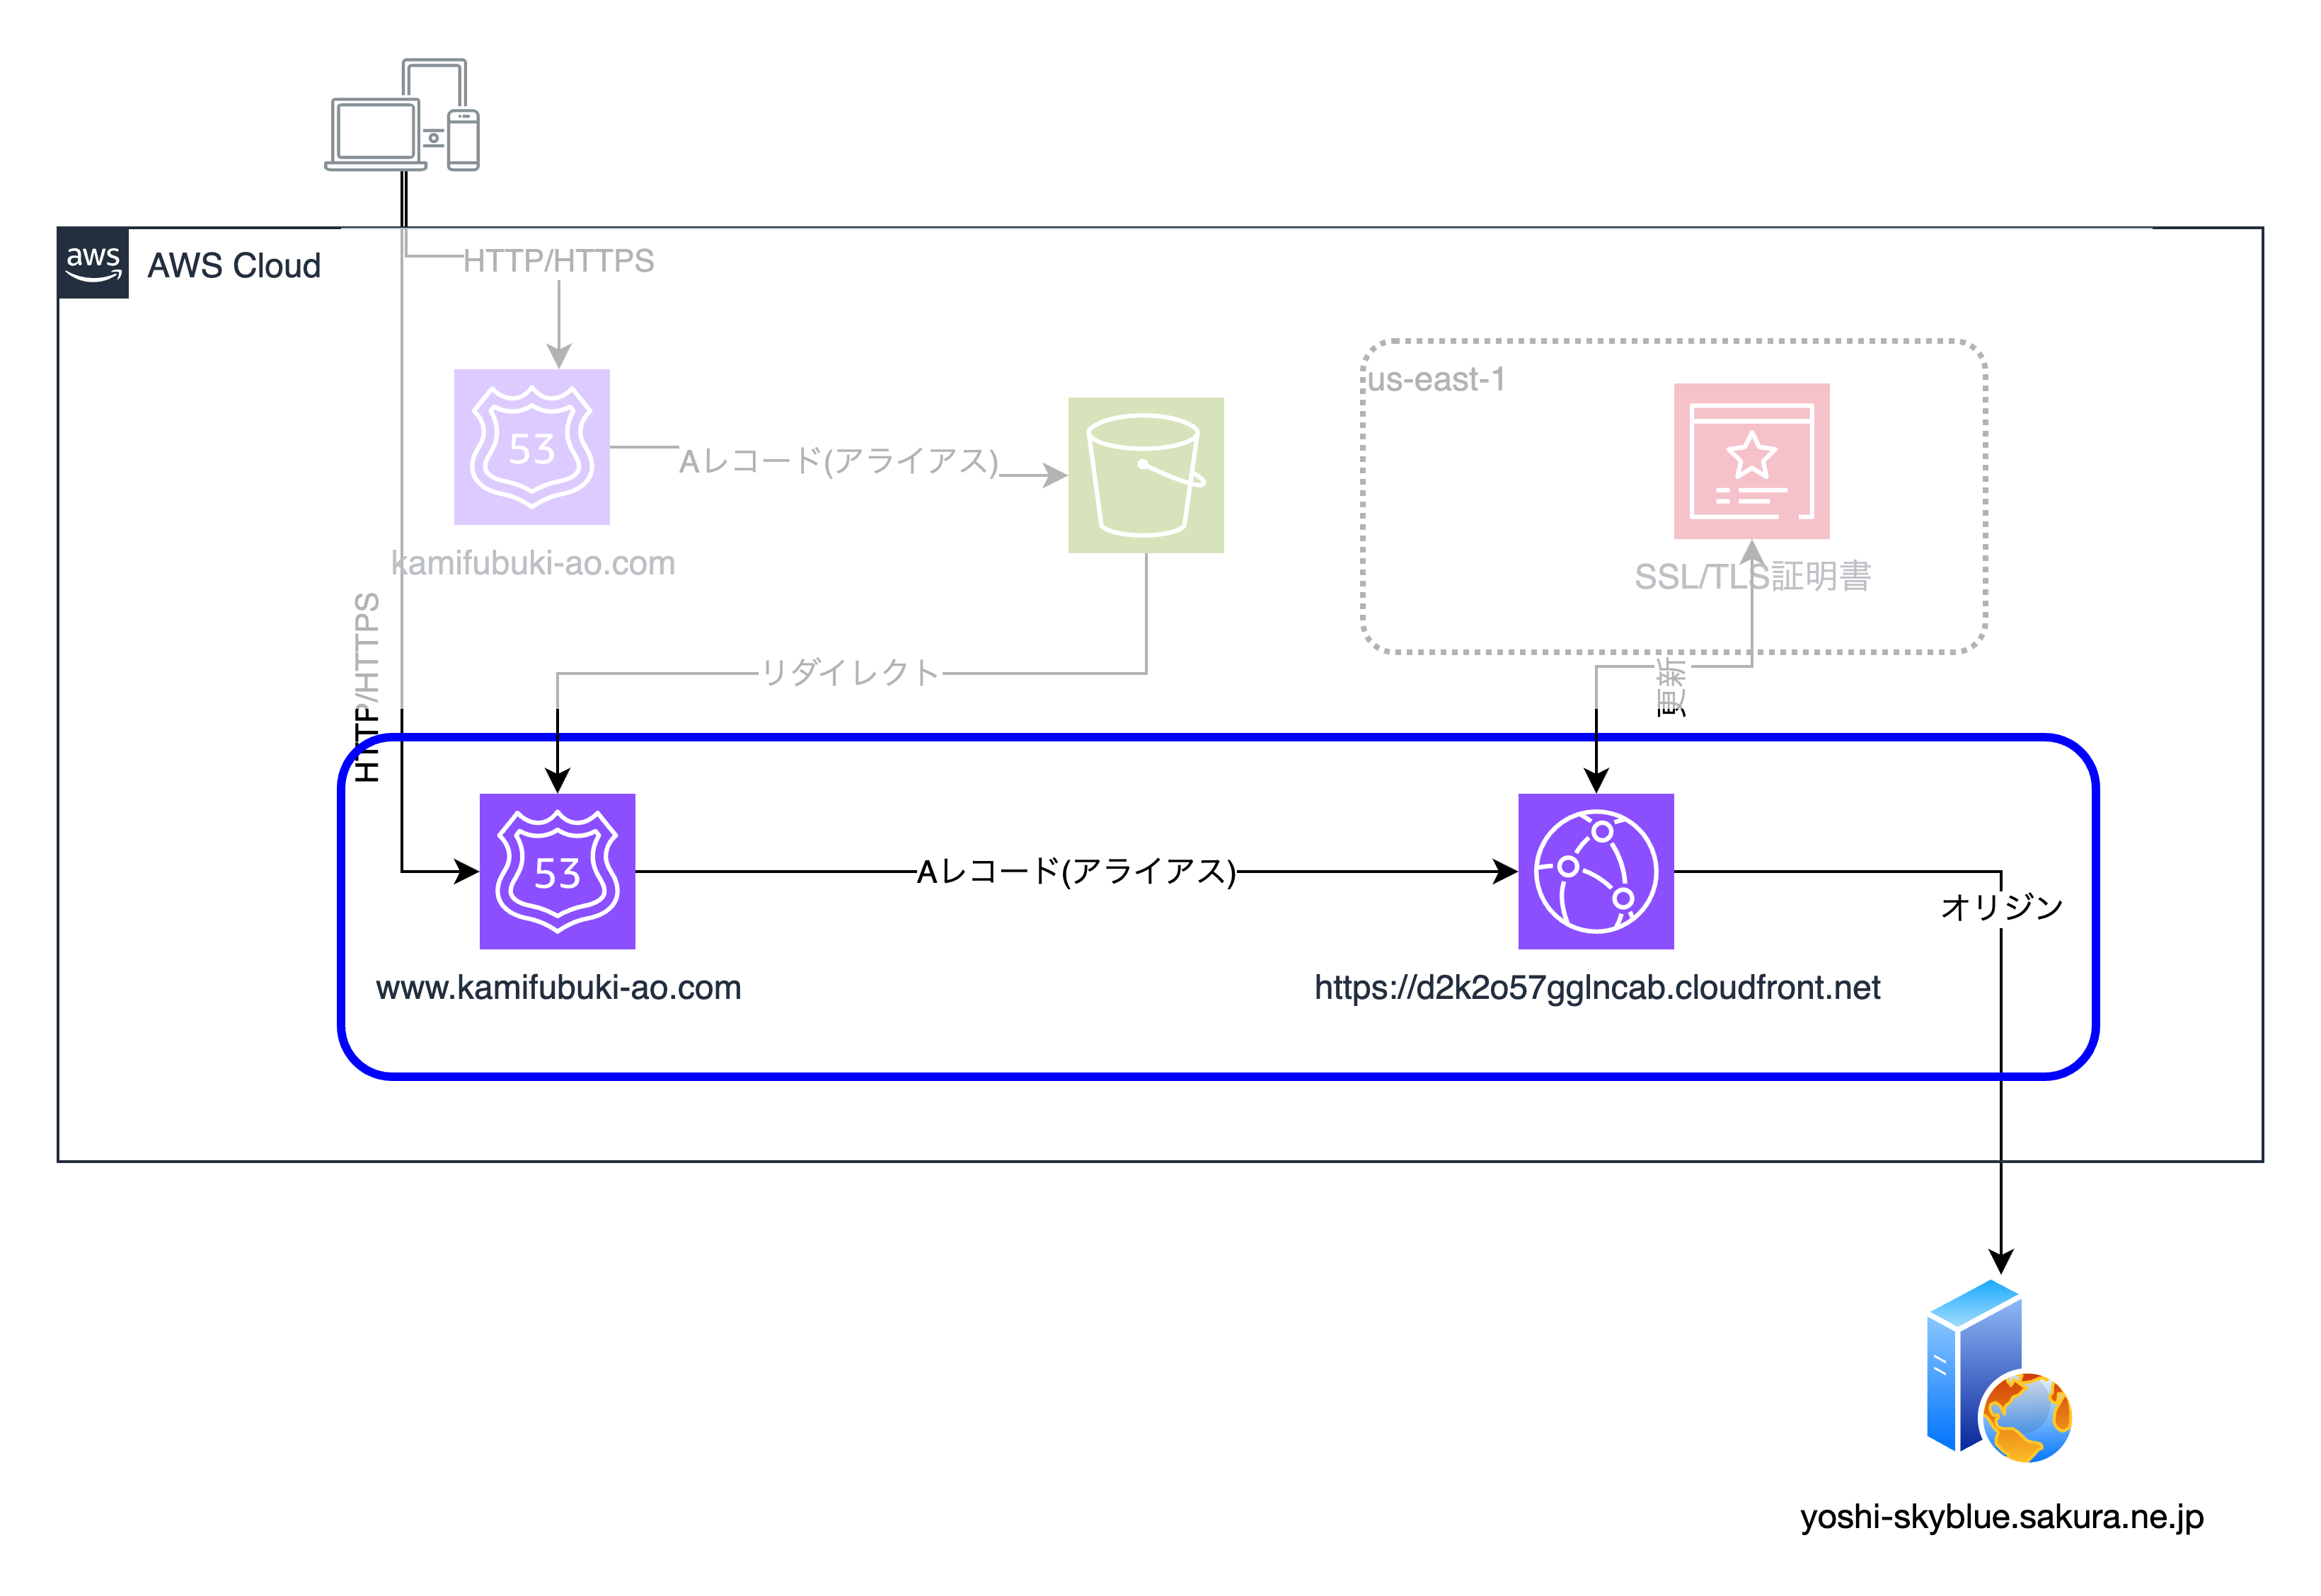 aws
AWS Cloud
HTTP/HTTPS
53
Aレコード(アライアス)
kamifubuki-ao.com
us-east-1
SSL/TLS証明書
HTTP/HTTPS
リダイレクト
更新
53
www.kamifubuki-ao.com
Aレコード(アライアス)
https://d2k2o57gglncab.cloudfront.net
オリジン
yoshi-skyblue.sakura.ne.jp